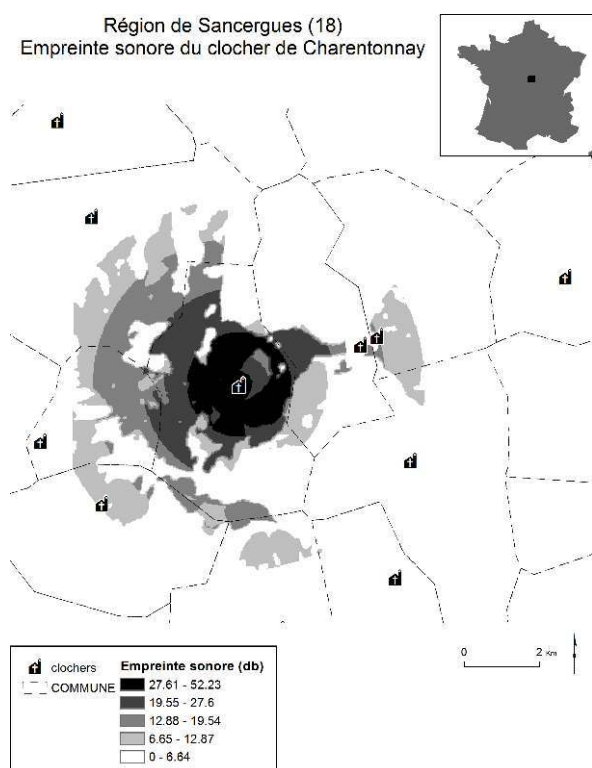 Région de Sancergues (18)
Empreinte sonore du clocher de Charentonnay
0 2 Km
clochers
COMMUNE
Empreinte sonore (db)
27.61 - 52.23
19.55 - 27.6
12.88 - 19.54
6.65 - 12.87
0 - 6.64